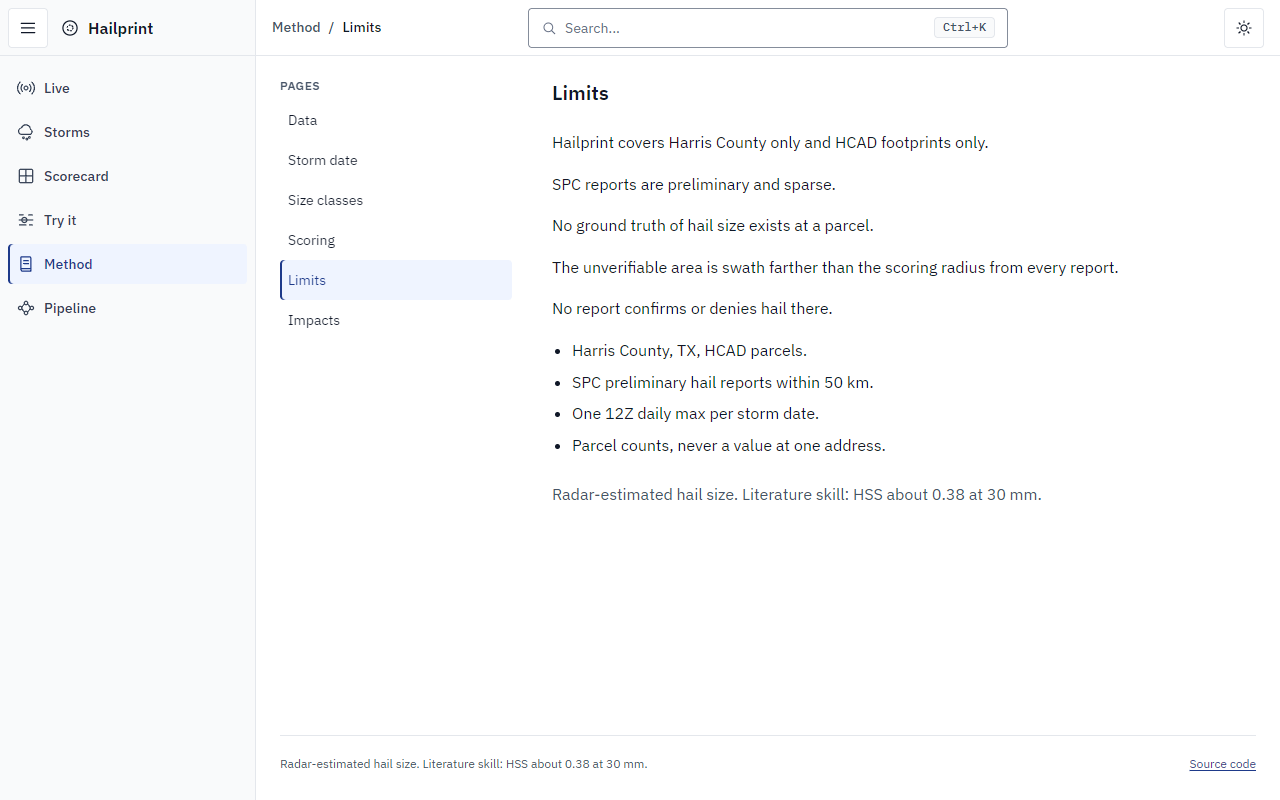 Hailprint
Method / Limits
Search...
Ctrl+K
Live
Storms
Scorecard
Try it
Method
Pipeline
PAGES
Data
Storm date
Size classes
Scoring
Limits
Impacts
Limits
Hailprint covers Harris County only and HCAD footprints only.
SPC reports are preliminary and sparse.
No ground truth of hail size exists at a parcel.
The unverifiable area is swath farther than the scoring radius from every report.
No report confirms or denies hail there.
• Harris County, TX, HCAD parcels.
• SPC preliminary hail reports within 50 km.
• One 12Z daily max per storm date.
• Parcel counts, never a value at one address.
Radar-estimated hail size. Literature skill: HSS about 0.38 at 30 mm.
Radar-estimated hail size. Literature skill: HSS about 0.38 at 30 mm.
Source code